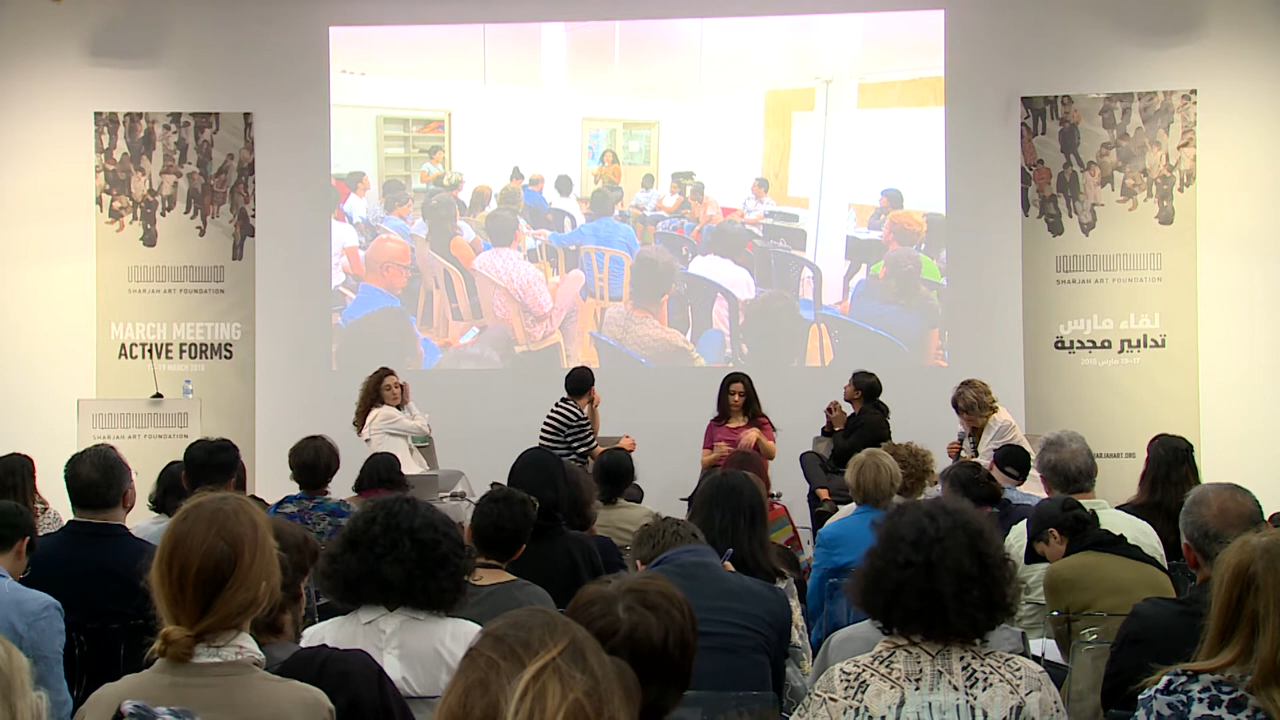 SHARJAH ART FOUNDATION
MARCH MEETING
ACTIVE FORMS
SHARJAH ART FOUNDATION
SHARJAH ART FOUNDATION
لقاء مارس
تدابير مجدية